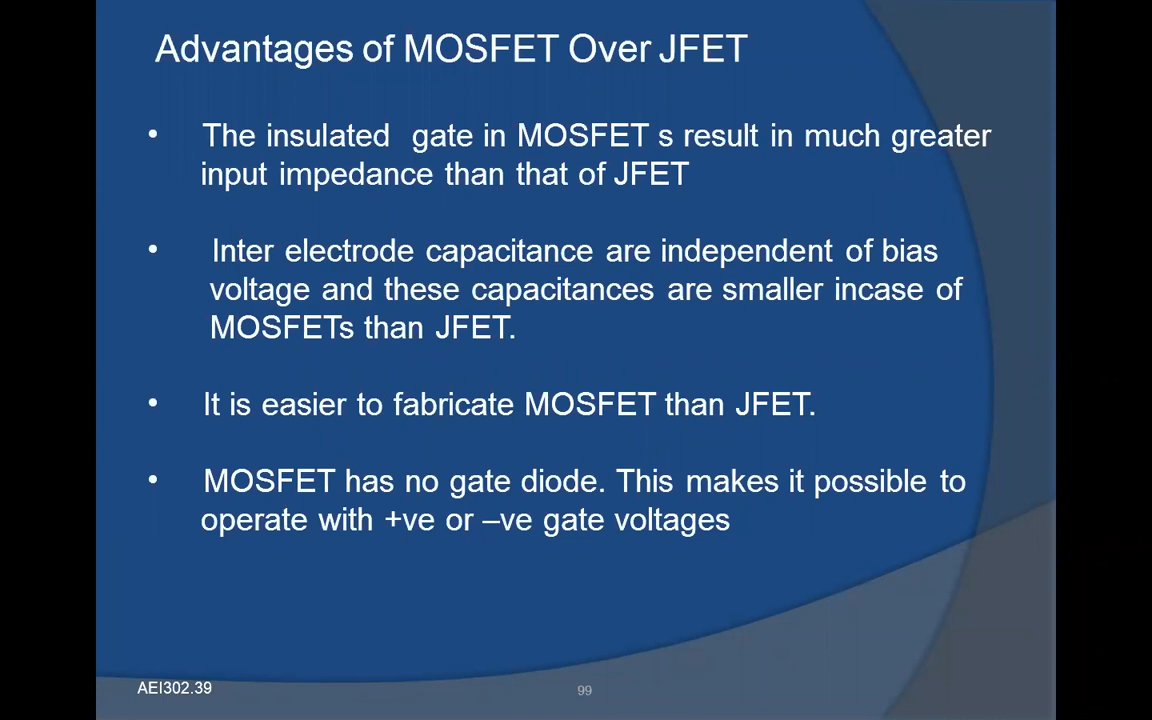 Advantages of MOSFET Over JFET
• The insulated gate in MOSFET s result in much greater
input impedance than that of JFET
• Inter electrode capacitance are independent of bias
voltage and these capacitances are smaller incase of
MOSFETs than JFET.
• It is easier to fabricate MOSFET than JFET.
• MOSFET has no gate diode. This makes it possible to
operate with +ve or –ve gate voltages
AEI302.39
99